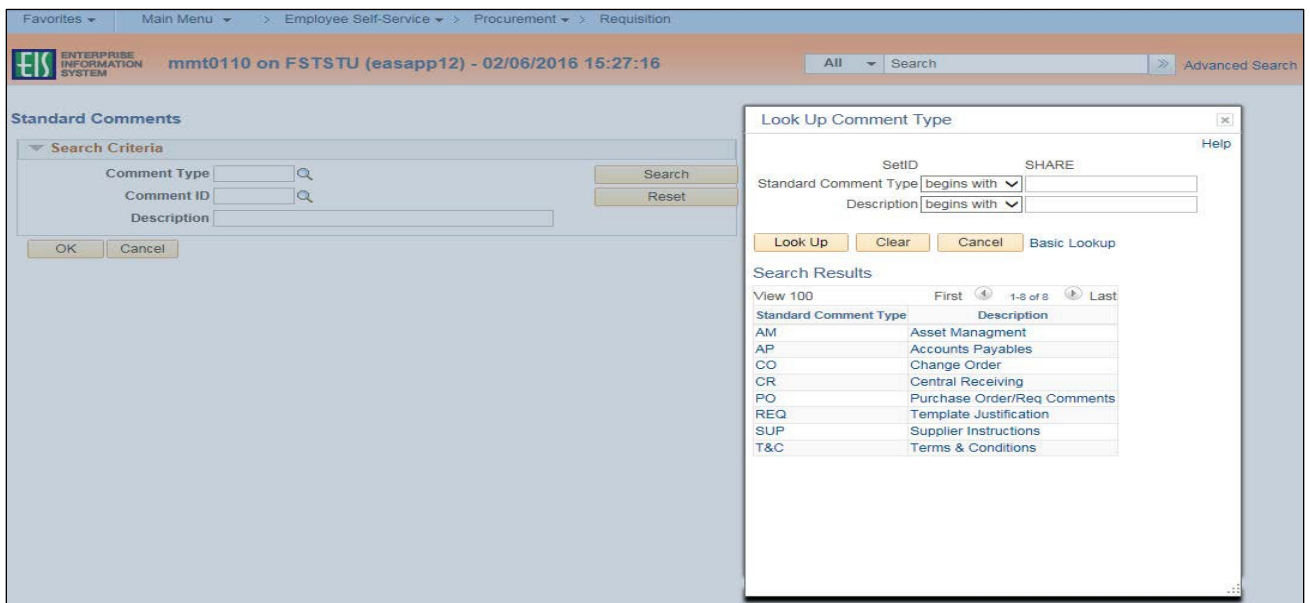 Favorites Main Menu > Employee Self-Service > Procurement > Requisition
EIS ENTERPRISE INFORMATION SYSTEM
mmt0110 on FSTSTU (easapp12) - 02/06/2016 15:27:16
All Search >> Advanced Search
Standard Comments
Search Criteria
Comment Type Search
Comment ID Reset
Description
OK Cancel
Look Up Comment Type
Help
SetID SHARE
Standard Comment Type begins with
Description begins with
Look Up Clear Cancel Basic Lookup
Search Results
View 100 First 1-8 of 8 Last
Standard Comment Type Description
AM Asset Managment
AP Accounts Payables
CO Change Order
CR Central Receiving
PO Purchase Order/Req Comments
REQ Template Justification
SUP Supplier Instructions
T&C Terms & Conditions